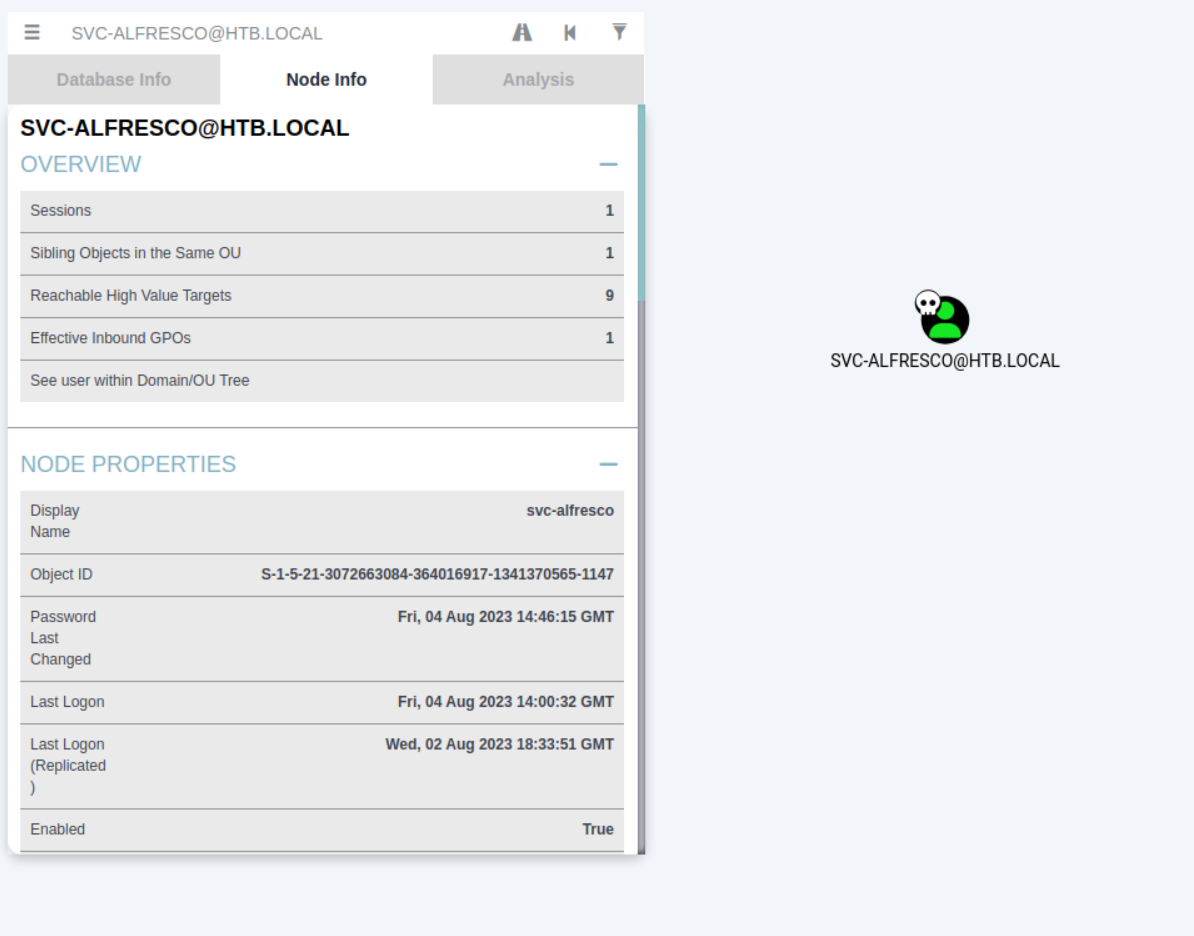 SVC-ALFRESCO@HTB.LOCAL
Database Info
Node Info
Analysis
SVC-ALFRESCO@HTB.LOCAL
OVERVIEW
Sessions 1
Sibling Objects in the Same OU 1
Reachable High Value Targets 9
Effective Inbound GPOs 1
See user within Domain/OU Tree
NODE PROPERTIES
Display svc-alfresco
Name
Object ID S-1-5-21-3072663084-364016917-1341370565-1147
Password Fri, 04 Aug 2023 14:46:15 GMT
Last
Changed
Last Logon Fri, 04 Aug 2023 14:00:32 GMT
Last Logon Wed, 02 Aug 2023 18:33:51 GMT
(Replicated
)
Enabled True
SVC-ALFRESCO@HTB.LOCAL